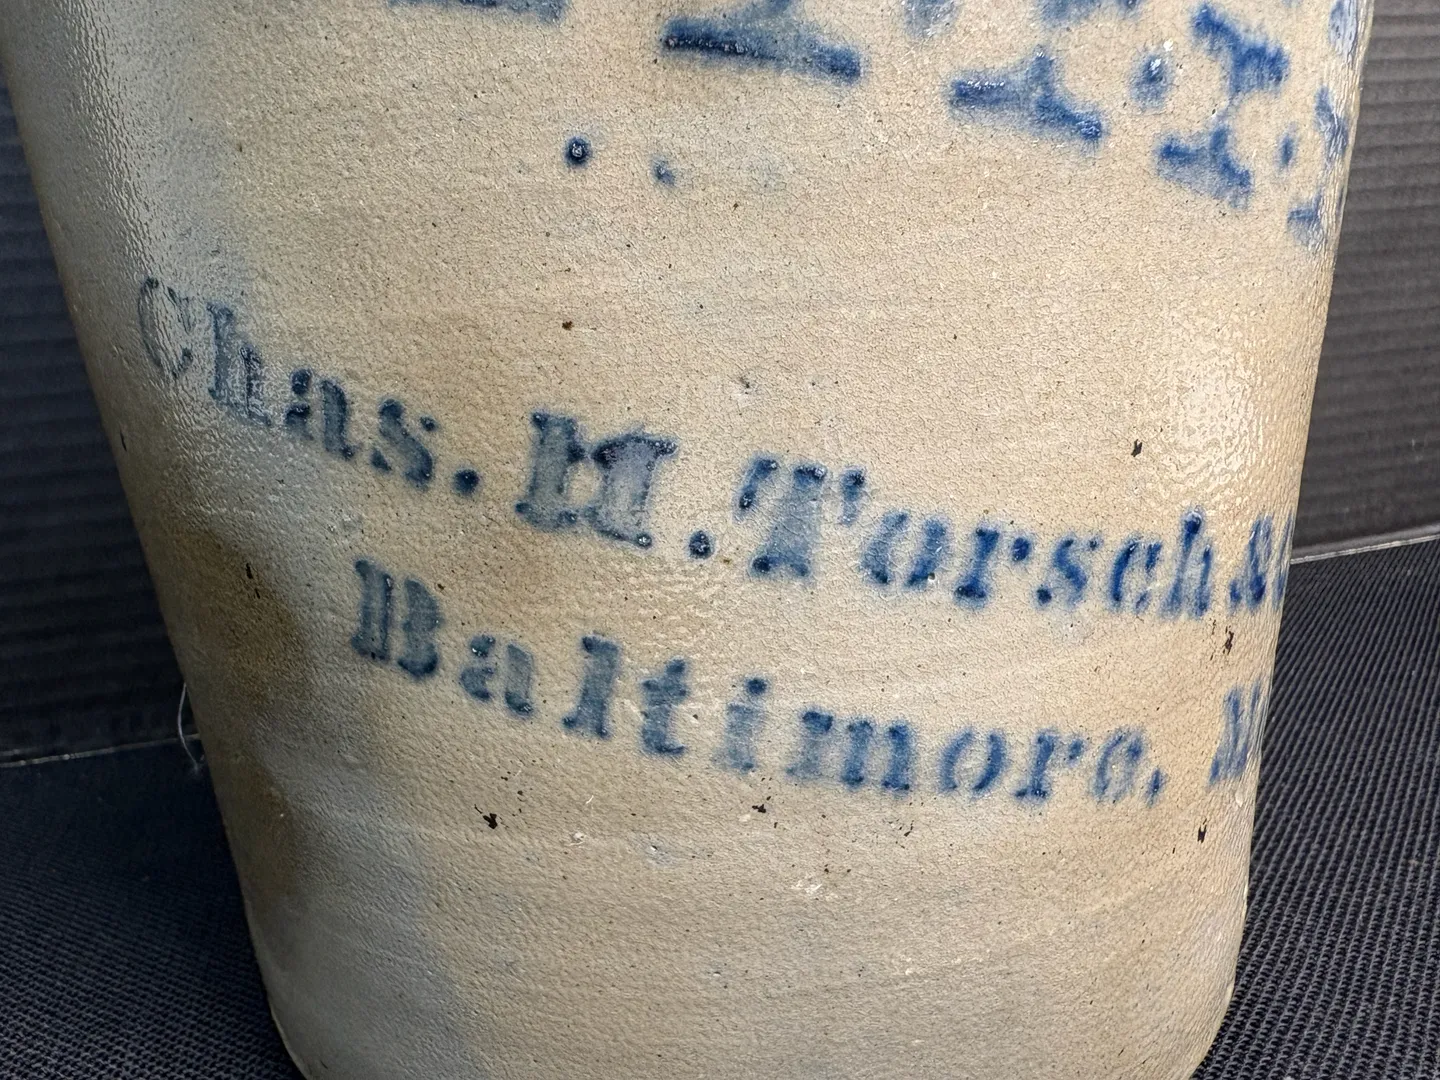 Chas. H. Torsch &
Baltimore, M